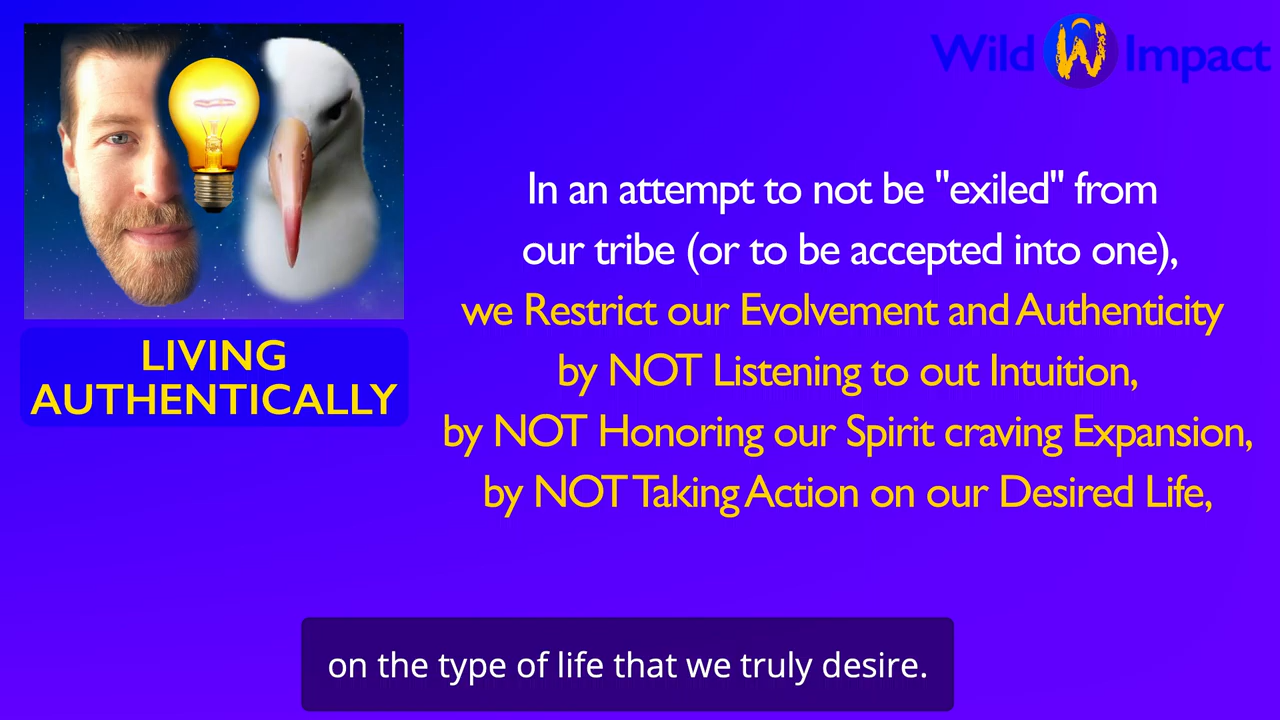 Wild W Impact
In an attempt to not be "exiled" from
our tribe (or to be accepted into one),
we Restrict our Evolvement and Authenticity
by NOT Listening to out Intuition,
by NOT Honoring our Spirit craving Expansion,
by NOT Taking Action on our Desired Life,
LIVING
AUTHENTICALLY
on the type of life that we truly desire.